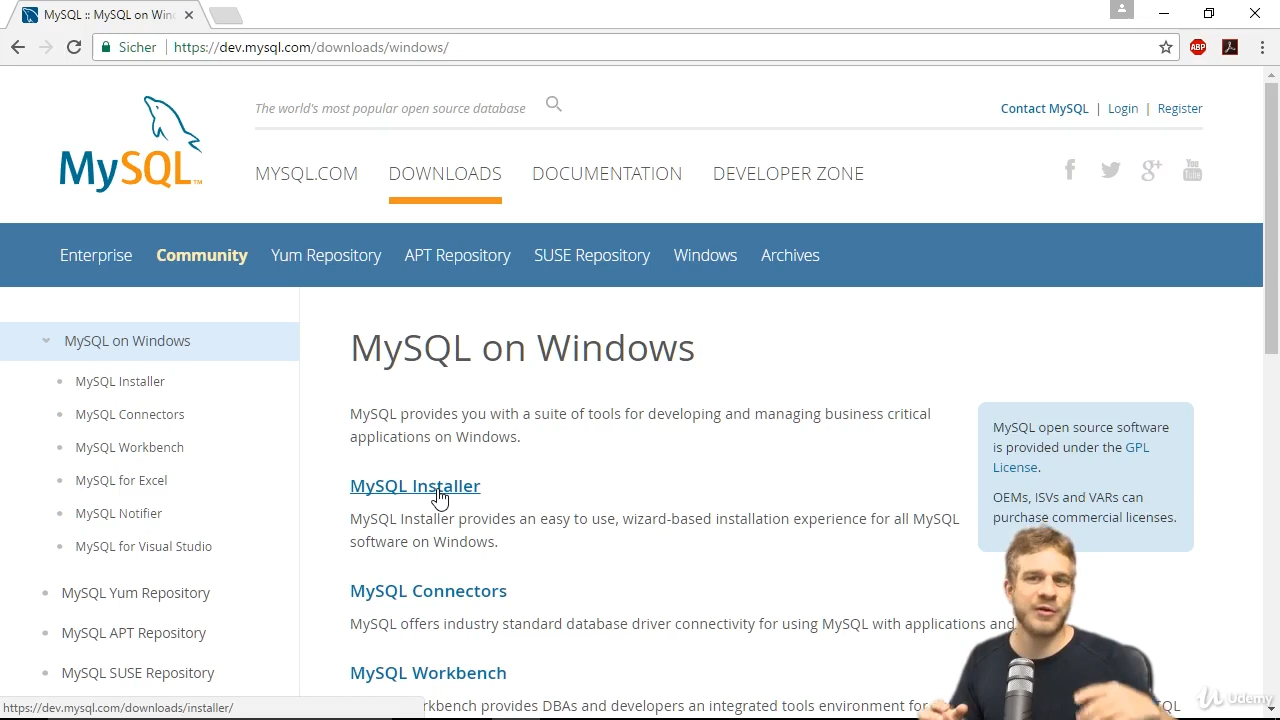 MySQL :: MySQL on Win
Sicher | https://dev.mysql.com/downloads/windows/
ABP
MySQL™
The world's most popular open source database
Contact MySQL | Login | Register
MYSQL.COM DOWNLOADS DOCUMENTATION DEVELOPER ZONE
f g+ You Tube
Enterprise Community Yum Repository APT Repository SUSE Repository Windows Archives
MySQL on Windows
MySQL Installer
MySQL Connectors
MySQL Workbench
MySQL for Excel
MySQL Notifier
MySQL for Visual Studio
MySQL Yum Repository
MySQL APT Repository
MySQL SUSE Repository
MySQL on Windows
MySQL provides you with a suite of tools for developing and managing business critical
applications on Windows.
MySQL Installer
MySQL Installer provides an easy to use, wizard-based installation experience for all MySQL
software on Windows.
MySQL Connectors
MySQL offers industry standard database driver connectivity for using MySQL with applications and
MySQL Workbench
workbench provides DBAs and developers an integrated tools environment for
SQL
MySQL open source software
is provided under the GPL
License.
OEMs, ISVs and VARs can
purchase commercial licenses.
https://dev.mysql.com/downloads/installer/
Udemy